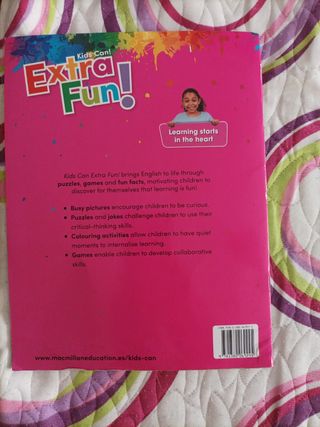 Kids Can!
Extra
Fun!
Learning starts
in the heart
Kids Can Extra Fun! brings English to life through
puzzles, games and fun facts, motivating children to
discover for themselves that learning is fun!
• Busy pictures encourage children to be curious.
• Puzzles and jokes challenge children to use their
critical-thinking skills.
• Colouring activities allow children to have quiet
moments to internalise learning.
• Games enable children to develop collaborative
skills.
www.macmillaneducation.es/kids-can